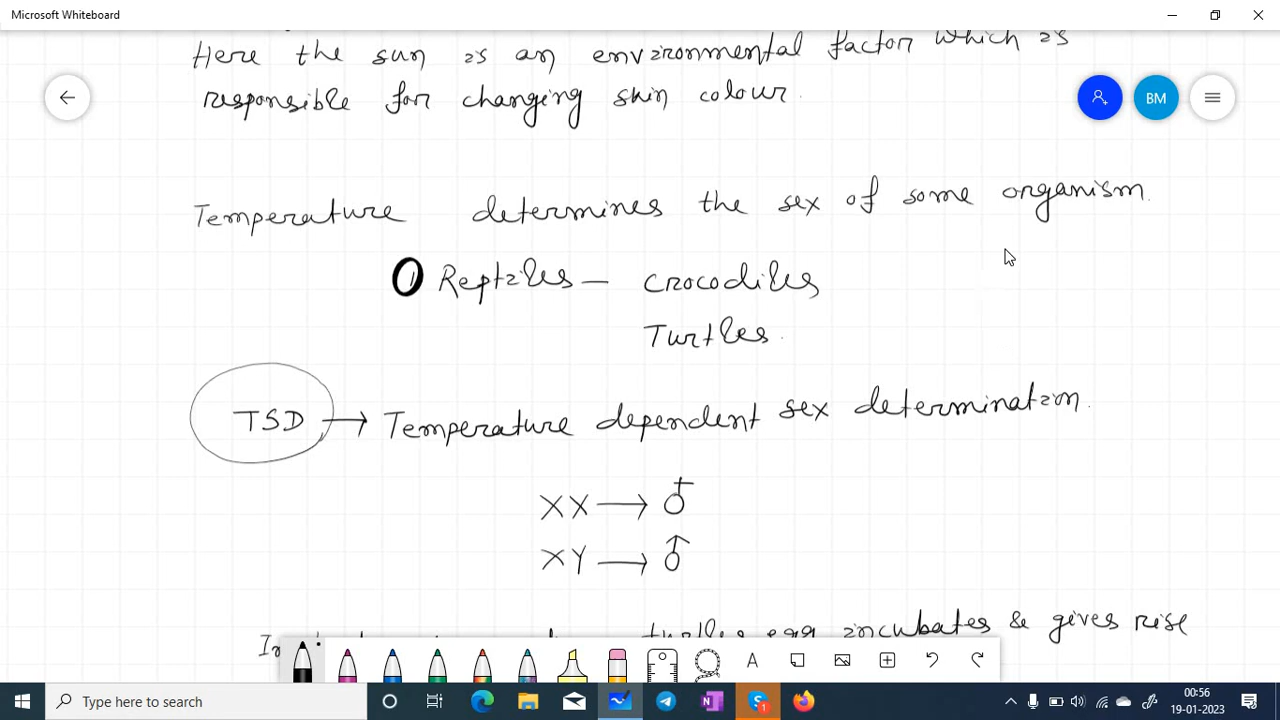 Microsoft Whiteboard
Here the sun is an environmental factor which is
responsible for changing skin colour.
BM
Temperature determines the sex of some organism.
① Reptiles – crocodiles
Turtles.
TSD → Temperature dependent sex determination.
XX → ♀
XY → ♂
turtles egg incubates & gives rise
A
Type here to search
1
00:56
19-01-2023